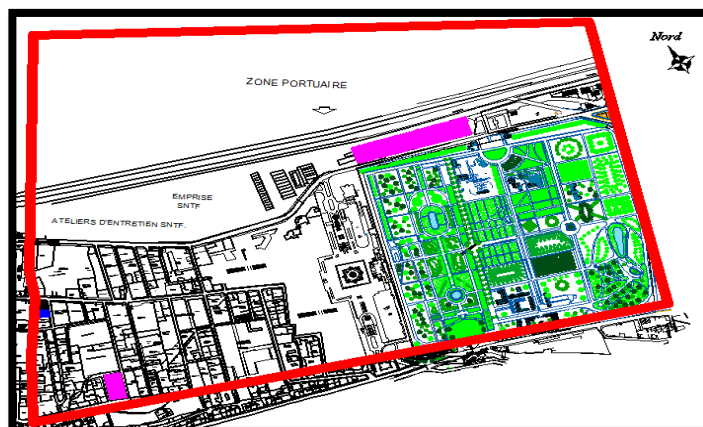 Nord
ZONE PORTUAIRE
EMPRISE
SNTF
ATELIERS D'ENTRETIEN SNTF.